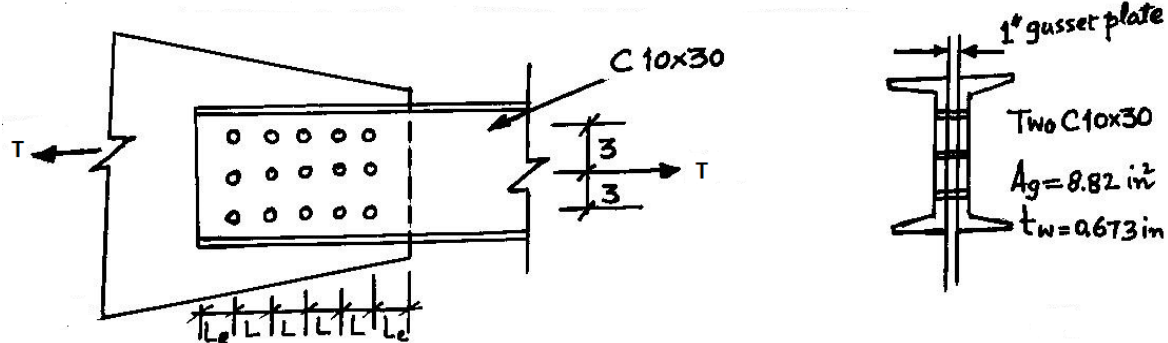 1" gusset plate
C 10x30
T
3
3
T
Two C10x30
Ag=8.82 in²
tw=0.673 in
Le L L L L Le